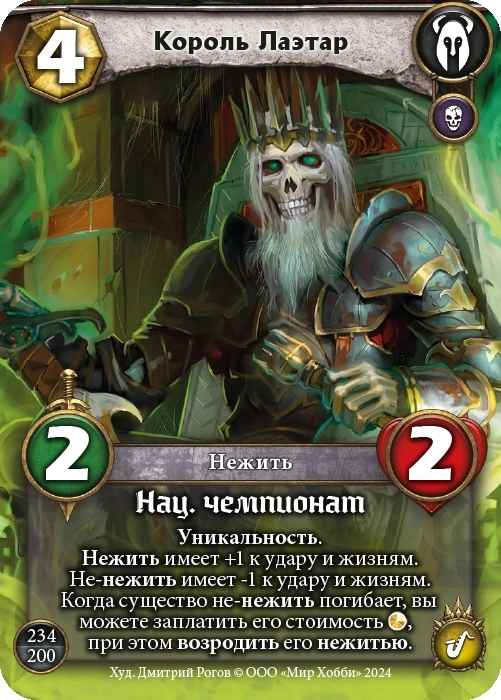 4
Король Лаэтар
2
Нежить
2
Нац. чемпионат
Уникальность.
Нежить имеет +1 к удару и жизням.
Не-нежить имеет -1 к удару и жизням.
Когда существо не-нежить погибает, вы
можете заплатить его стоимость ,
при этом возродить его нежитью.
234
200
Худ. Дмитрий Рогов © ООО «Мир Хобби» 2024